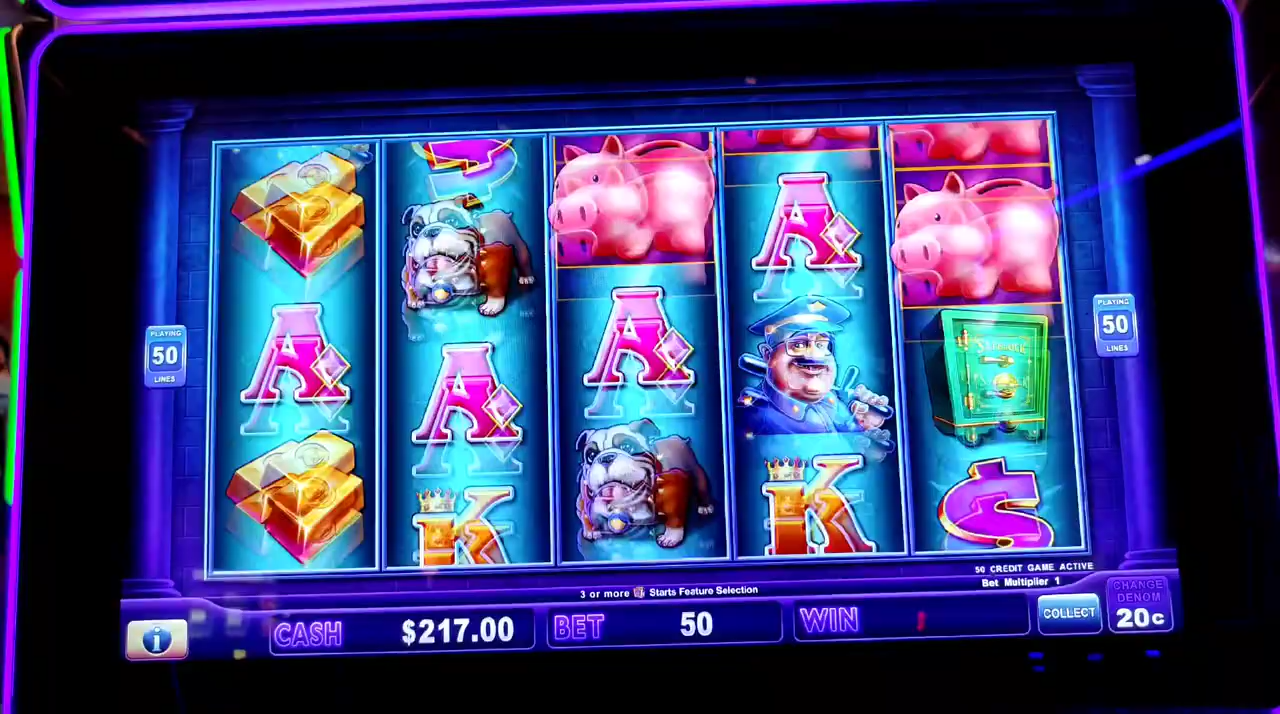 A
A
A
A
K
K
$
PLAYING
50
LINES
PLAYING
50
LINES
50 CREDIT GAME ACTIVE
Bet Multiplier 1
3 or more Starts Feature Selection
CASH $217.00
BET 50
WIN
COLLECT
CHANGE
DENOM
20c
i